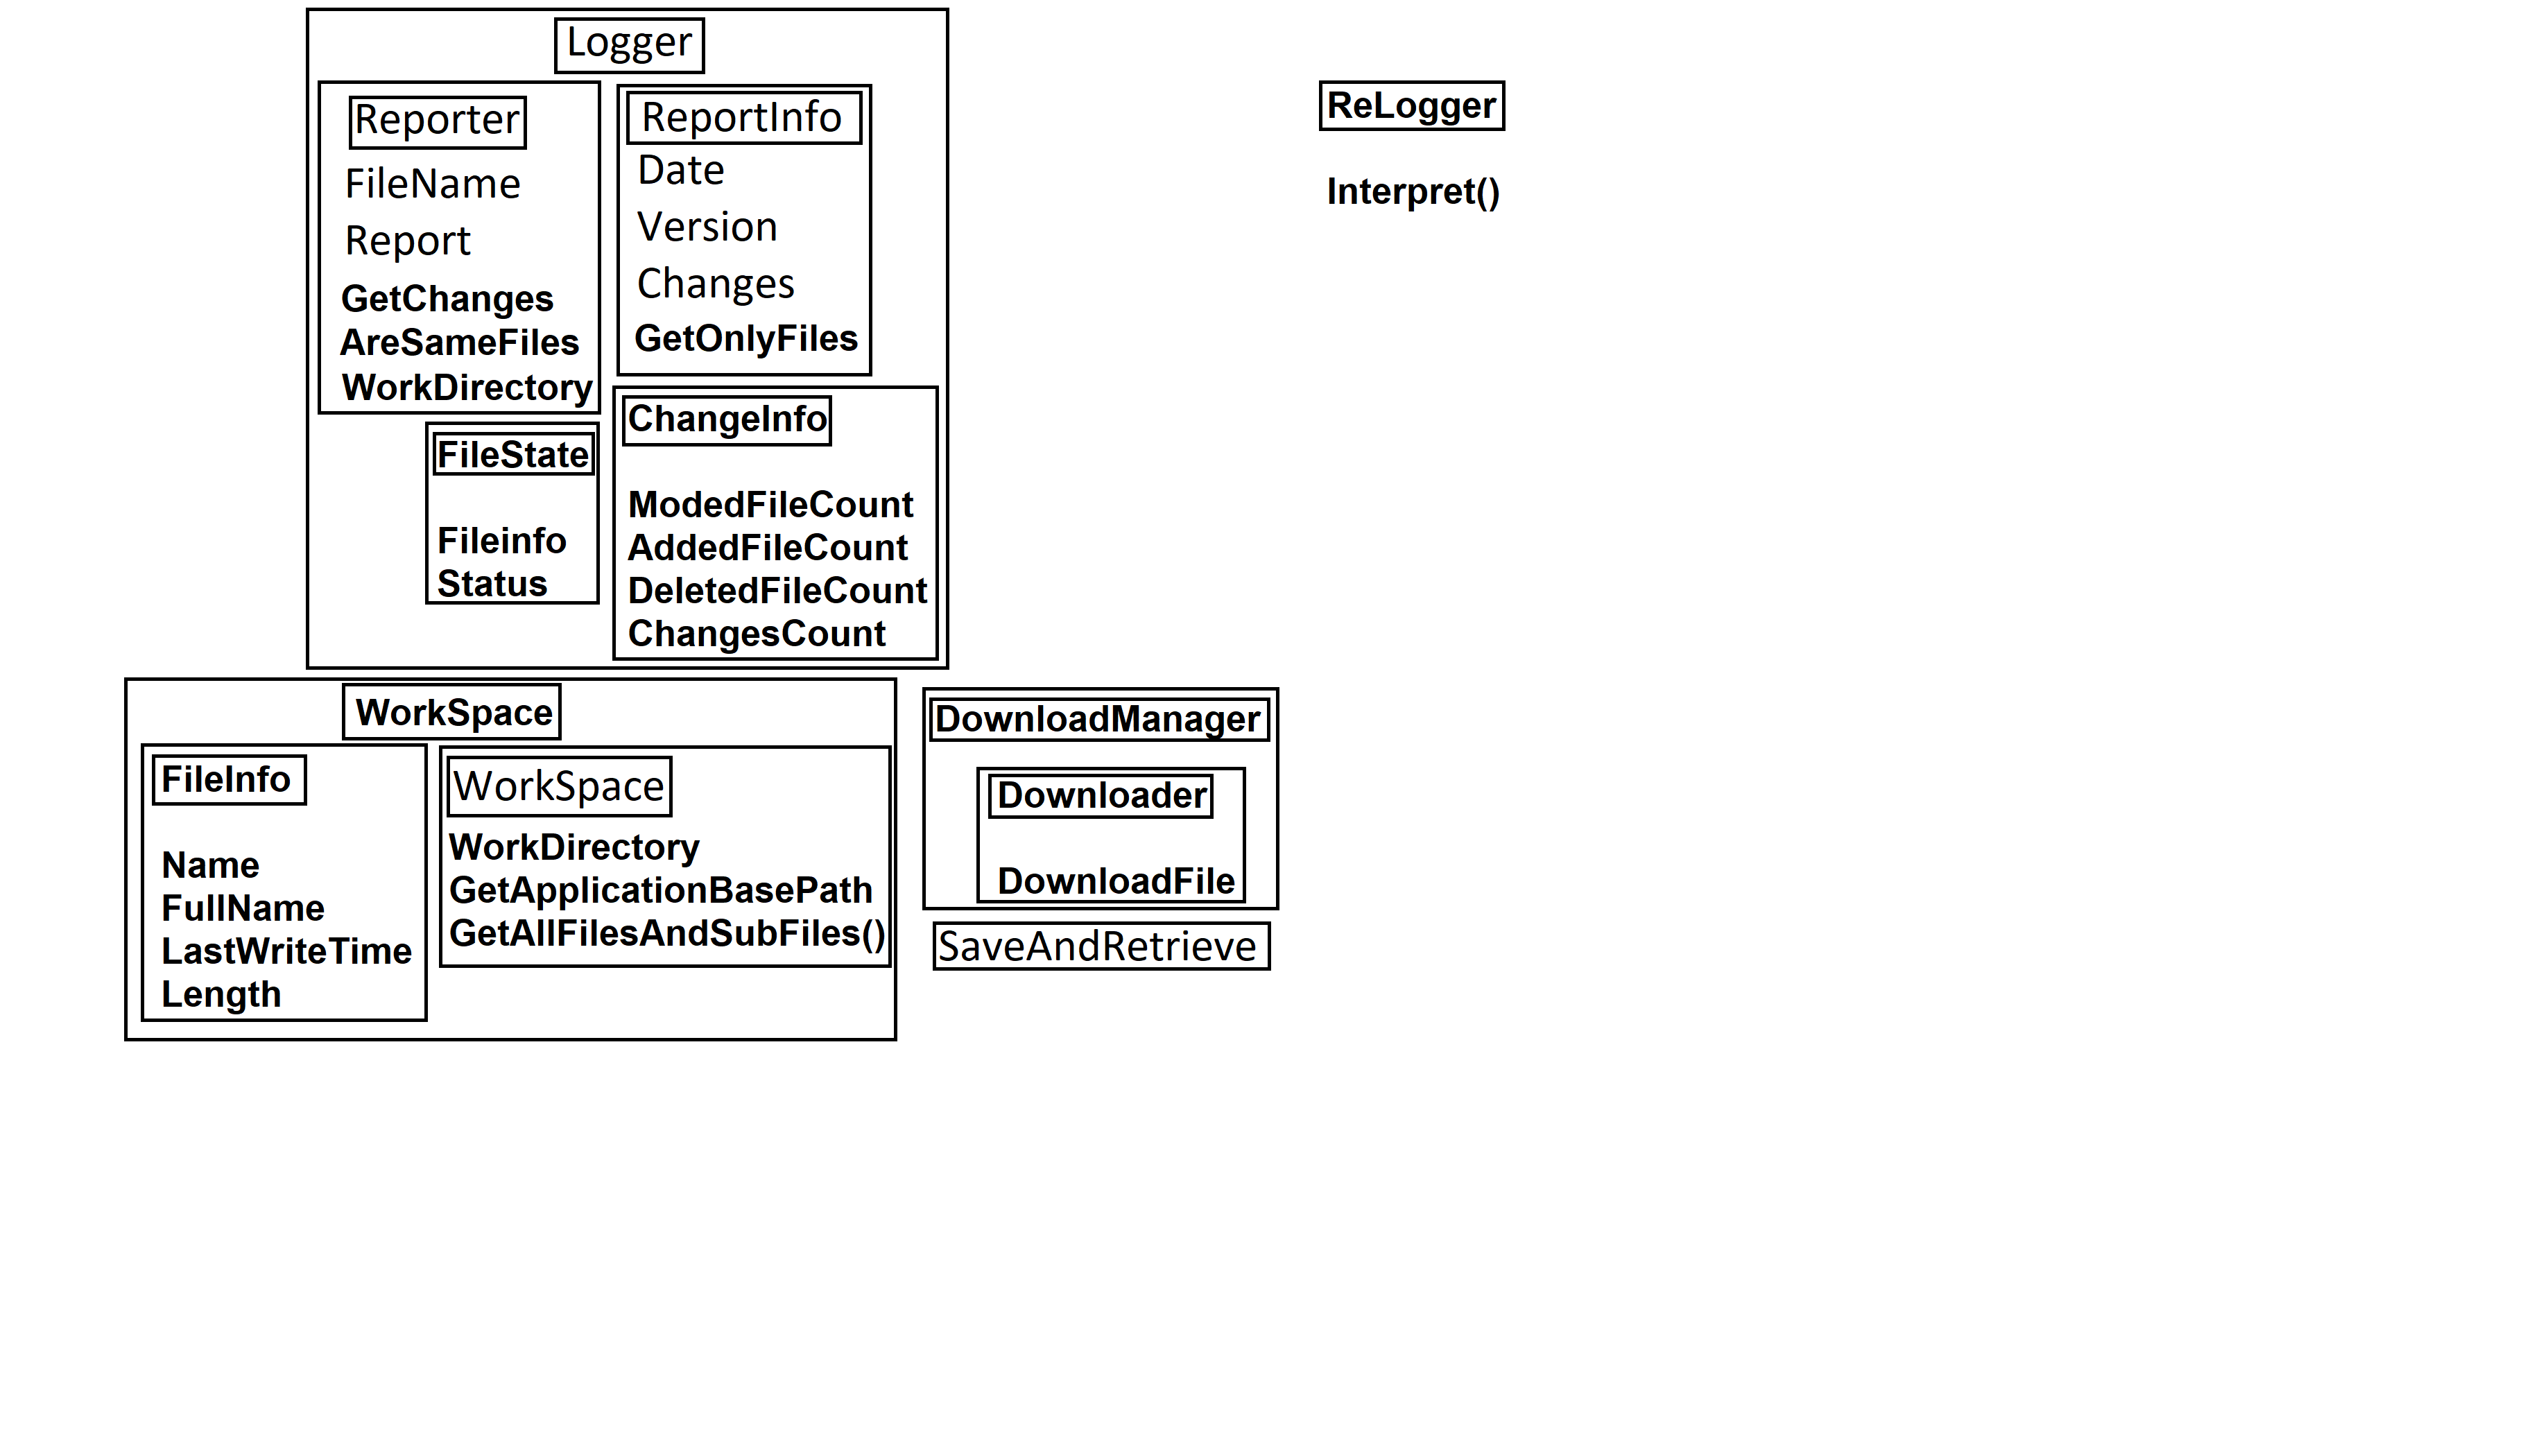 Logger
Reporter
FileName
Report
GetChanges
AreSameFiles
WorkDirectory
ReportInfo
Date
Version
Changes
GetOnlyFiles
FileState
Fileinfo
Status
ChangeInfo
ModedFileCount
AddedFileCount
DeletedFileCount
ChangesCount
ReLogger
Interpret()
WorkSpace
FileInfo
Name
FullName
LastWriteTime
Length
WorkSpace
WorkDirectory
GetApplicationBasePath
GetAllFilesAndSubFiles()
DownloadManager
Downloader
DownloadFile
SaveAndRetrieve